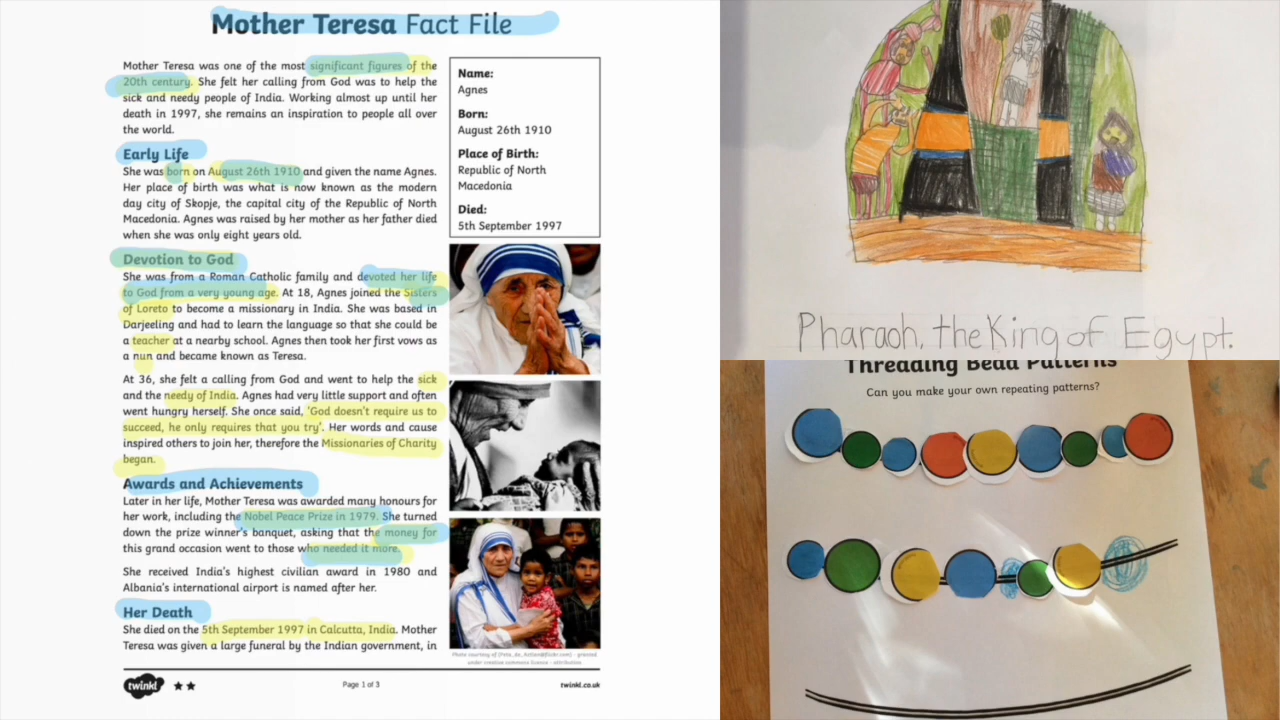 Mother Teresa Fact File
Mother Teresa was one of the most significant figures of the
20th century. She felt her calling from God was to help the
sick and needy people of India. Working almost up until her
death in 1997, she remains an inspiration to people all over
the world.
Early Life
She was born on August 26th 1910 and given the name Agnes.
Her place of birth was what is now known as the modern
day city of Skopje, the capital city of the Republic of North
Macedonia. Agnes was raised by her mother as her father died
when she was only eight years old.
Devotion to God
She was from a Roman Catholic family and devoted her life
to God from a very young age. At 18, Agnes joined the Sisters
of Loreto to become a missionary in India. She was based in
Darjeeling and had to learn the language so that she could be
a teacher at a nearby school. Agnes then took her first vows as
a nun and became known as Teresa.
At 36, she felt a calling from God and went to help the sick
and the needy of India. Agnes had very little support and often
went hungry herself. She once said, ‘God doesn’t require us to
succeed, he only requires that you try’. Her words and cause
inspired others to join her, therefore the Missionaries of Charity
began.
Awards and Achievements
Later in her life, Mother Teresa was awarded many honours for
her work, including the Nobel Peace Prize in 1979. She turned
down the prize winner’s banquet, asking that the money for
this grand occasion went to those who needed it more.
She received India’s highest civilian award in 1980 and
Albania’s international airport is named after her.
Her Death
She died on the 5th September 1997 in Calcutta, India. Mother
Teresa was given a large funeral by the Indian government, in
Name:
Agnes
Born:
August 26th 1910
Place of Birth:
Republic of North
Macedonia
Died:
5th September 1997
twinkl
Page 1 of 3
twinkl.co.uk
Pharaoh, the King of Egypt.
Threading Bead Patterns
Can you make your own repeating patterns?